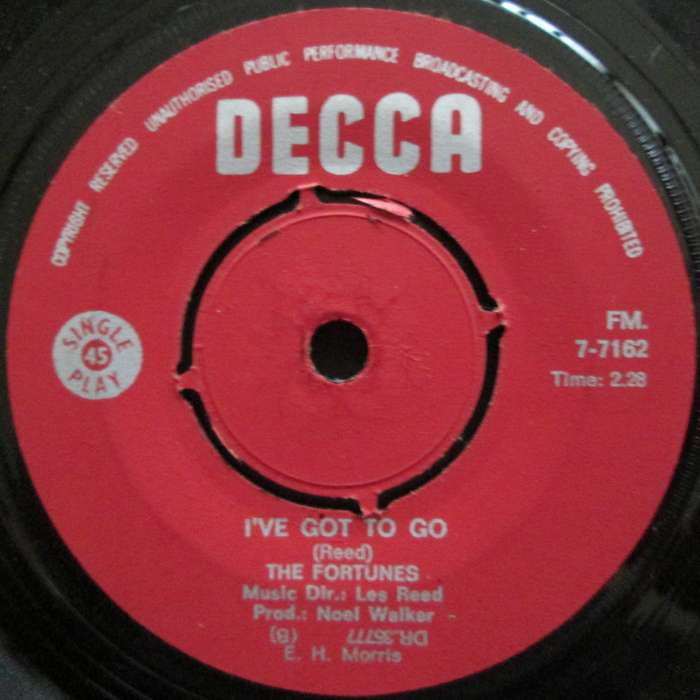 COPYRIGHT RESERVED UNAUTHORISED PUBLIC PERFORMANCE BROADCASTING AND COPYING PROHIBITED
DECCA
SINGLE
45
PLAY
FM.
7-7162
Time: 2.28
I'VE GOT TO GO
(Reed)
THE FORTUNES
Music Dir.: Les Reed
Prod.: Noel Walker
DR.36777 (B)
E. H. Morris